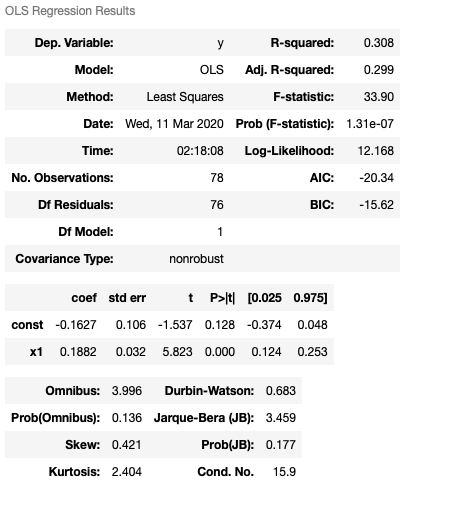 OLS Regression Results
Dep. Variable: y R-squared: 0.308
Model: OLS Adj. R-squared: 0.299
Method: Least Squares F-statistic: 33.90
Date: Wed, 11 Mar 2020 Prob (F-statistic): 1.31e-07
Time: 02:18:08 Log-Likelihood: 12.168
No. Observations: 78 AIC: -20.34
Df Residuals: 76 BIC: -15.62
Df Model: 1
Covariance Type: nonrobust
coef std err t P>|t| [0.025 0.975]
const -0.1627 0.106 -1.537 0.128 -0.374 0.048
x1 0.1882 0.032 5.823 0.000 0.124 0.253
Omnibus: 3.996 Durbin-Watson: 0.683
Prob(Omnibus): 0.136 Jarque-Bera (JB): 3.459
Skew: 0.421 Prob(JB): 0.177
Kurtosis: 2.404 Cond. No. 15.9